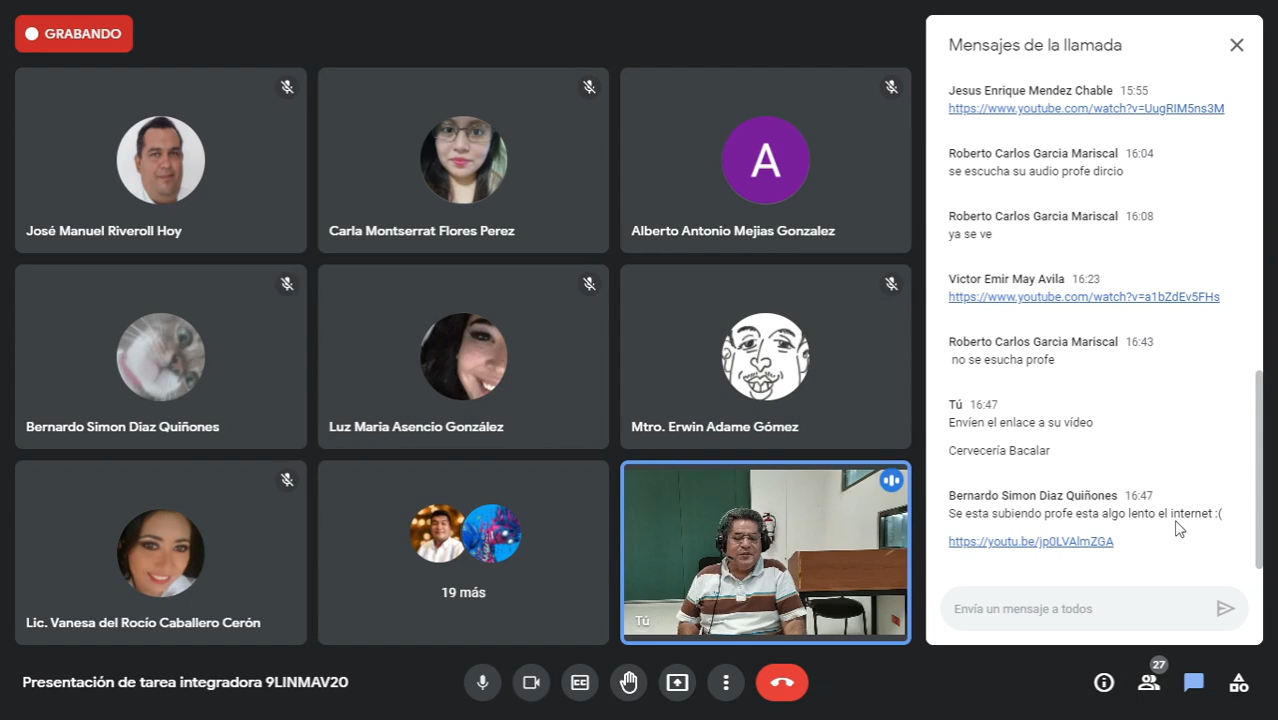 GRABANDO
José Manuel Riveroll Hoy
Carla Montserrat Flores Perez
A
Alberto Antonio Mejias Gonzalez
Bernardo Simon Diaz Quiñones
Luz Maria Asencio González
Mtro. Erwin Adame Gómez
Lic. Vanesa del Rocío Caballero Cerón
19 más
Tú
Mensajes de la llamada
Jesus Enrique Mendez Chable 15:55
https://www.youtube.com/watch?v=UugRIM5ns3M
Roberto Carlos Garcia Mariscal 16:04
se escucha su audio profe dircio
Roberto Carlos Garcia Mariscal 16:08
ya se ve
Victor Emir May Avila 16:23
https://www.youtube.com/watch?v=a1bZdEv5FHs
Roberto Carlos Garcia Mariscal 16:43
no se esucha profe
Tú 16:47
Envíen el enlace a su vídeo
Cervecería Bacalar
Bernardo Simon Diaz Quiñones 16:47
Se esta subiendo profe esta algo lento el internet :(
https://youtu.be/jp0LVAlmZGA
Envía un mensaje a todos
Presentación de tarea integradora 9LINMAV20
CC
27